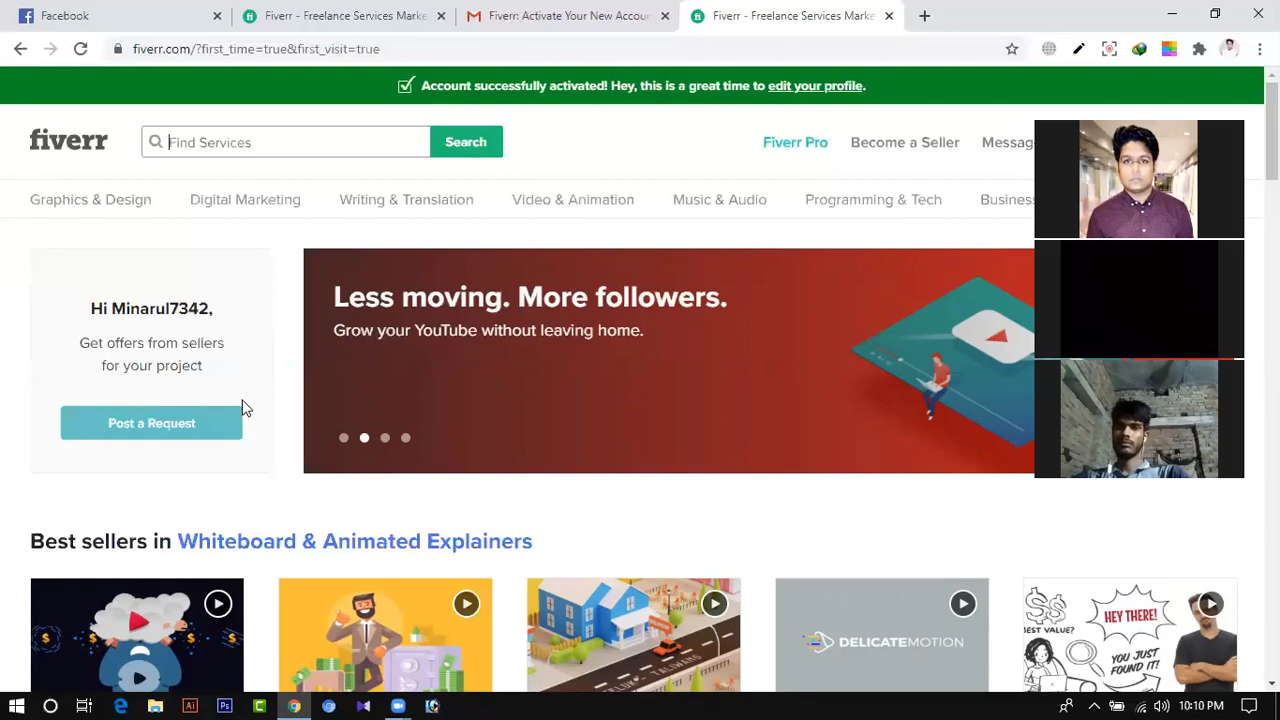 Facebook
Fiverr - Freelance Services Marke
Fiverr: Activate Your New Accoun
Fiverr - Freelance Services Marke
fiverr.com/?first_time=true&first_visit=true
Account successfully activated! Hey, this is a great time to edit your profile.
fiverr
Find Services
Search
Fiverr Pro
Become a Seller
Messag
Graphics & Design
Digital Marketing
Writing & Translation
Video & Animation
Music & Audio
Programming & Tech
Business
Hi Minarul7342,
Get offers from sellers
for your project
Post a Request
Less moving. More followers.
Grow your YouTube without leaving home.
Best sellers in Whiteboard & Animated Explainers
DELICATEMOTION
BEST VALUE?
HEY THERE!
YOU JUST
FOUND IT!
10:10 PM